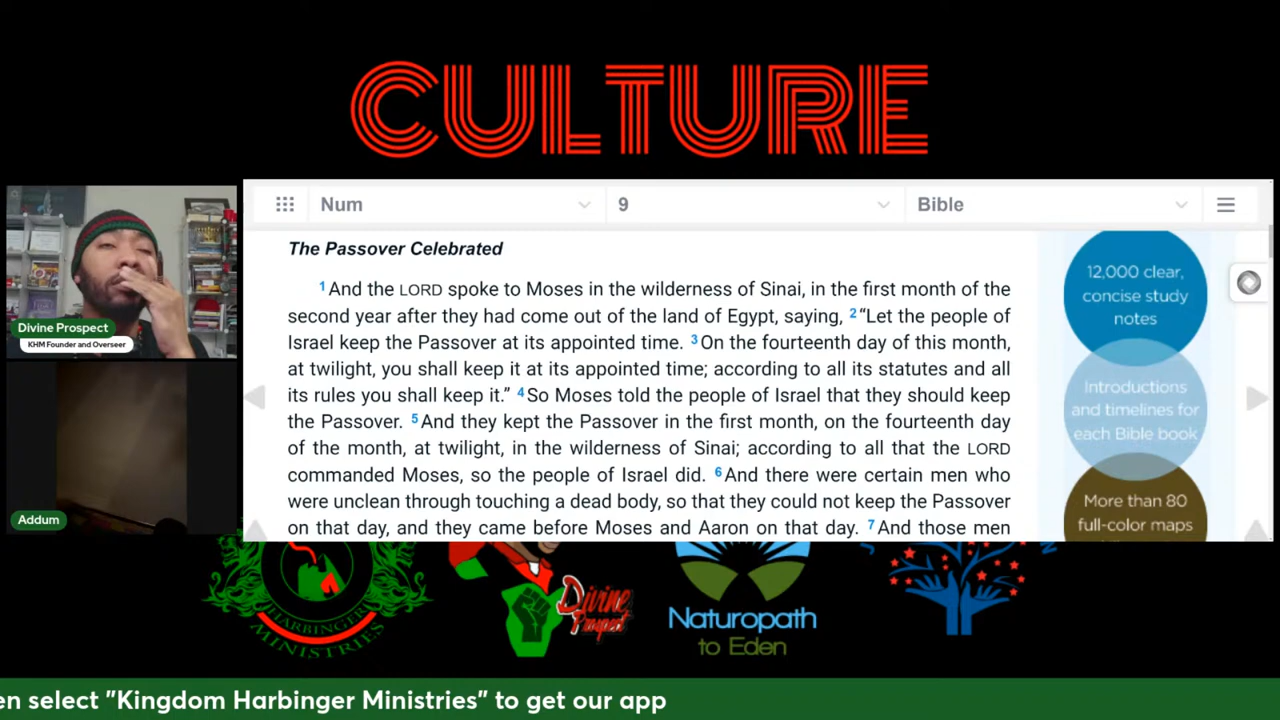 CULTURE
Num
9
Bible
The Passover Celebrated
1 And the LORD spoke to Moses in the wilderness of Sinai, in the first month of the
second year after they had come out of the land of Egypt, saying, 2 “Let the people of
Israel keep the Passover at its appointed time. 3 On the fourteenth day of this month,
at twilight, you shall keep it at its appointed time; according to all its statutes and all
its rules you shall keep it.” 4 So Moses told the people of Israel that they should keep
the Passover. 5 And they kept the Passover in the first month, on the fourteenth day
of the month, at twilight, in the wilderness of Sinai; according to all that the LORD
commanded Moses, so the people of Israel did. 6 And there were certain men who
were unclean through touching a dead body, so that they could not keep the Passover
on that day, and they came before Moses and Aaron on that day. 7 And those men
12,000 clear,
concise study
notes
Introductions
and timelines for
each Bible book
More than 80
full-color maps
Divine Prospect
KHM Founder and Overseer
Addum
HARBINGER
MINISTRIES
Divine
Prospect
Naturopath
to Eden
en select "Kingdom Harbinger Ministries" to get our app